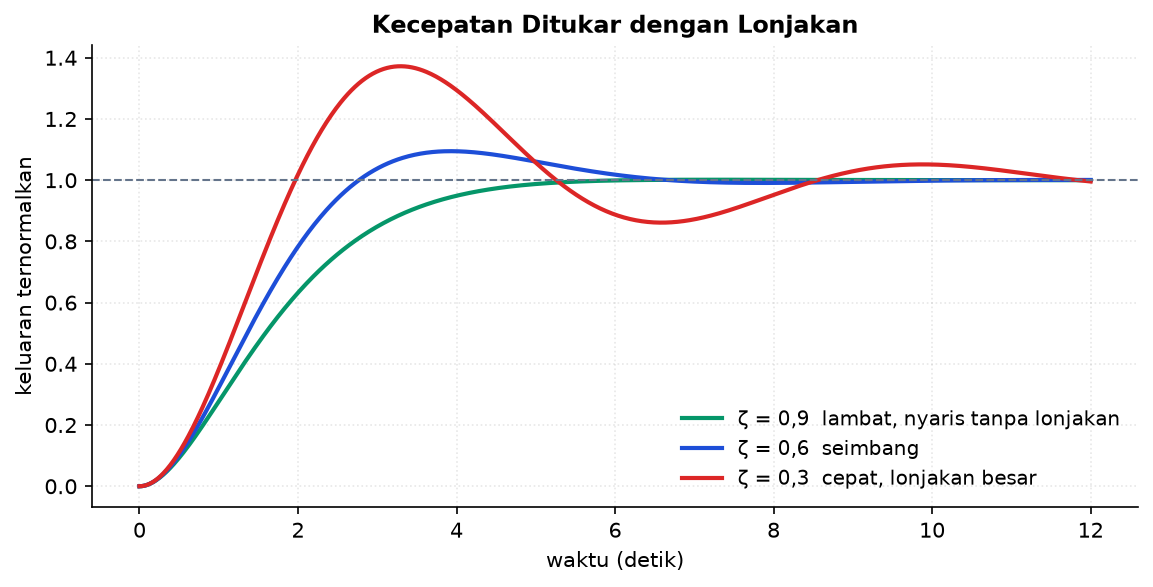 Kecepatan Ditukar dengan Lonjakan
keluaran ternormalkan
1.4
1.2
1.0
0.8
0.6
0.4
0.2
0.0
ζ = 0,9 lambat, nyaris tanpa lonjakan
ζ = 0,6 seimbang
ζ = 0,3 cepat, lonjakan besar
0 2 4 6 8 10 12
waktu (detik)